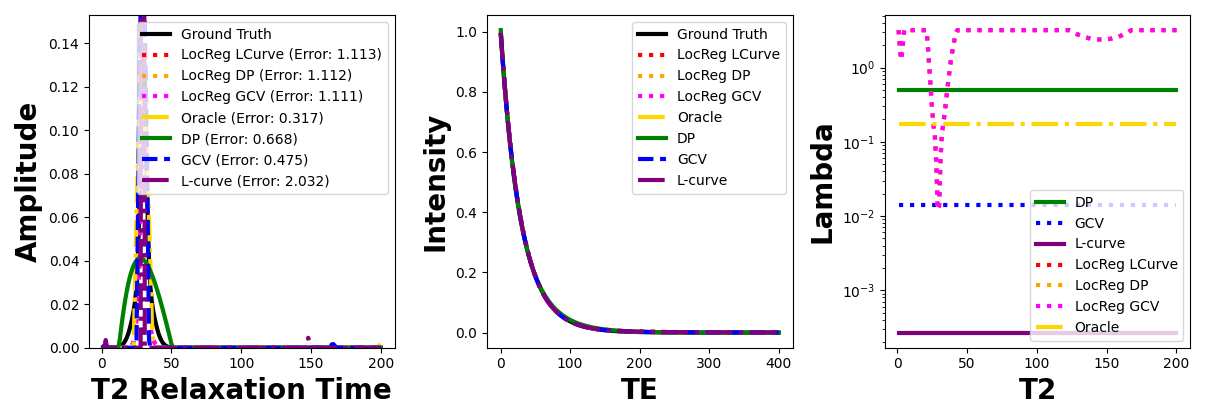 0.14
0.12
0.10
0.08
0.06
0.04
0.02
0.00
Amplitude
0
50
100
150
200
T2 Relaxation Time
Ground Truth
LocReg LCurve (Error: 1.113)
LocReg DP (Error: 1.112)
LocReg GCV (Error: 1.111)
Oracle (Error: 0.317)
DP (Error: 0.668)
GCV (Error: 0.475)
L-curve (Error: 2.032)
1.0
0.8
0.6
0.4
0.2
0.0
Intensity
0
100
200
300
400
TE
Ground Truth
LocReg LCurve
LocReg DP
LocReg GCV
Oracle
DP
GCV
L-curve
10⁰
10⁻¹
10⁻²
10⁻³
Lambda
0
50
100
150
200
T2
DP
GCV
L-curve
LocReg LCurve
LocReg DP
LocReg GCV
Oracle